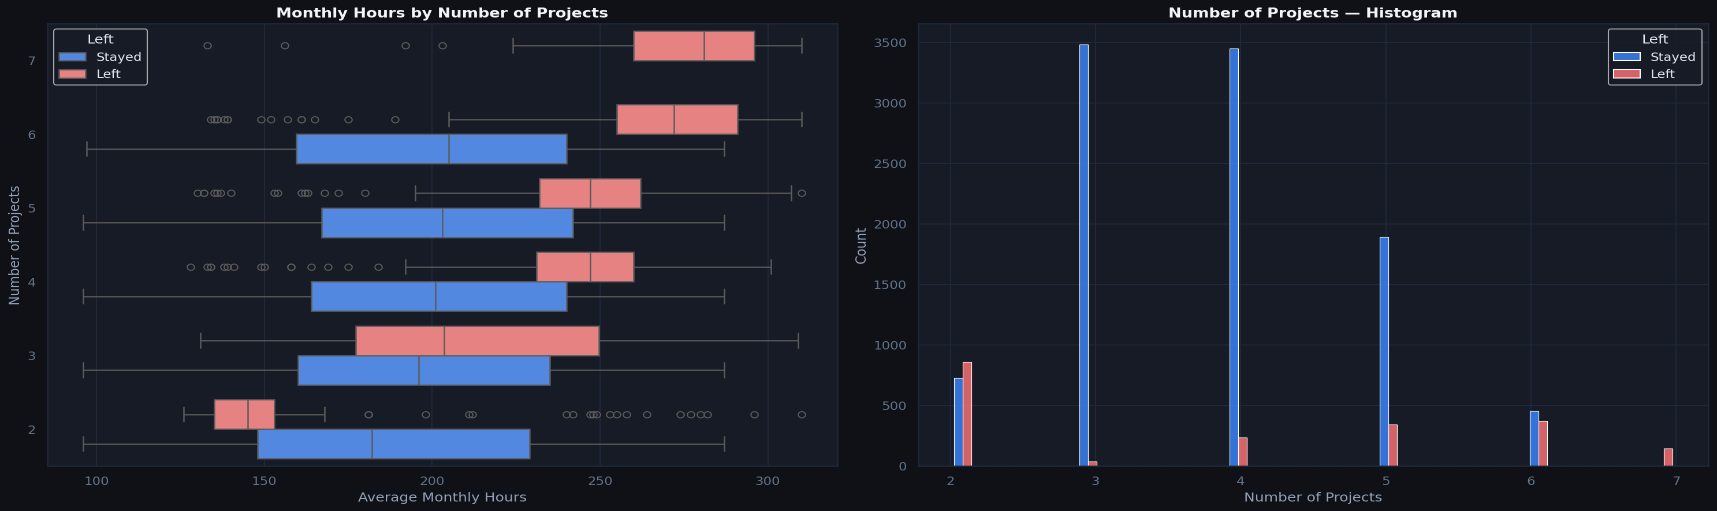 Monthly Hours by Number of Projects
Left
Stayed
Left
7
6
5
4
3
2
Number of Projects
100 150 200 250 300
Average Monthly Hours
Number of Projects — Histogram
Left
Stayed
Left
3500
3000
2500
2000
1500
1000
500
0
Count
2 3 4 5 6 7
Number of Projects